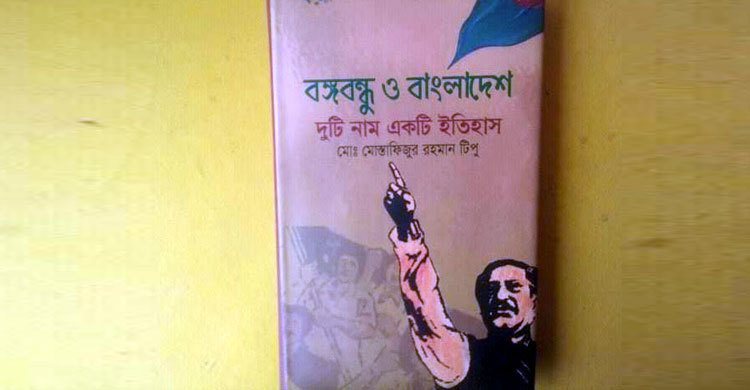 বঙ্গবন্ধু ও বাংলাদেশ
দুটি নাম একটি ইতিহাস
মোঃ মোস্তাফিজুর রহমান টিপু